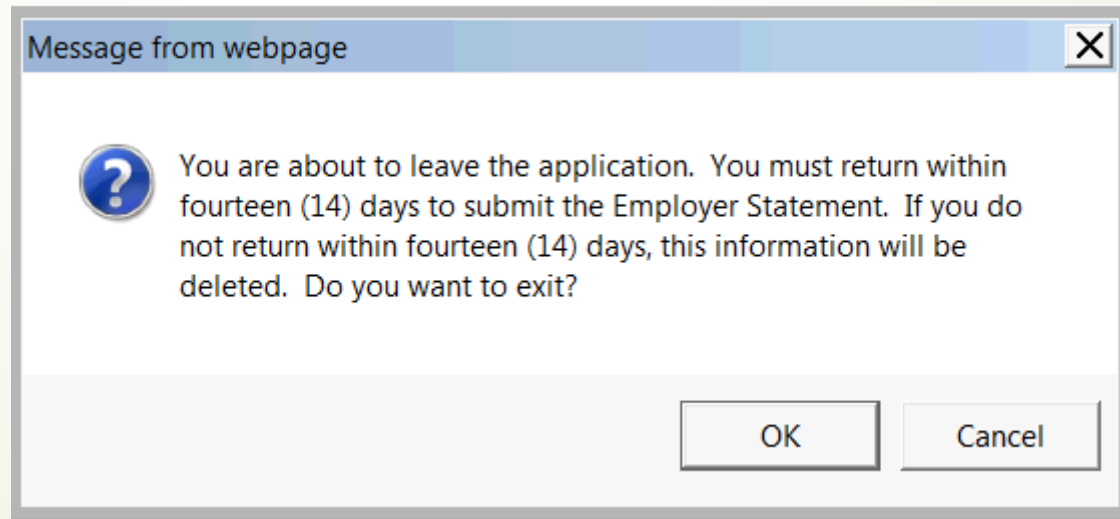 Message from webpage
You are about to leave the application.  You must return within
fourteen (14) days to submit the Employer Statement.  If you do
not return within fourteen (14) days, this information will be
deleted.  Do you want to exit?
OK
Cancel